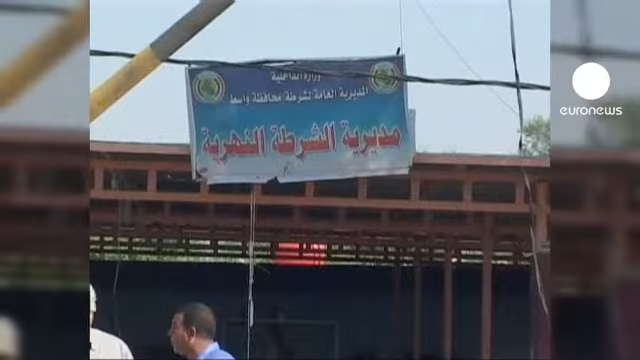 وزارة الداخلية
المديرية العامة لشرطة محافظة واسط
مديرية الشرطة النهرية
euronews